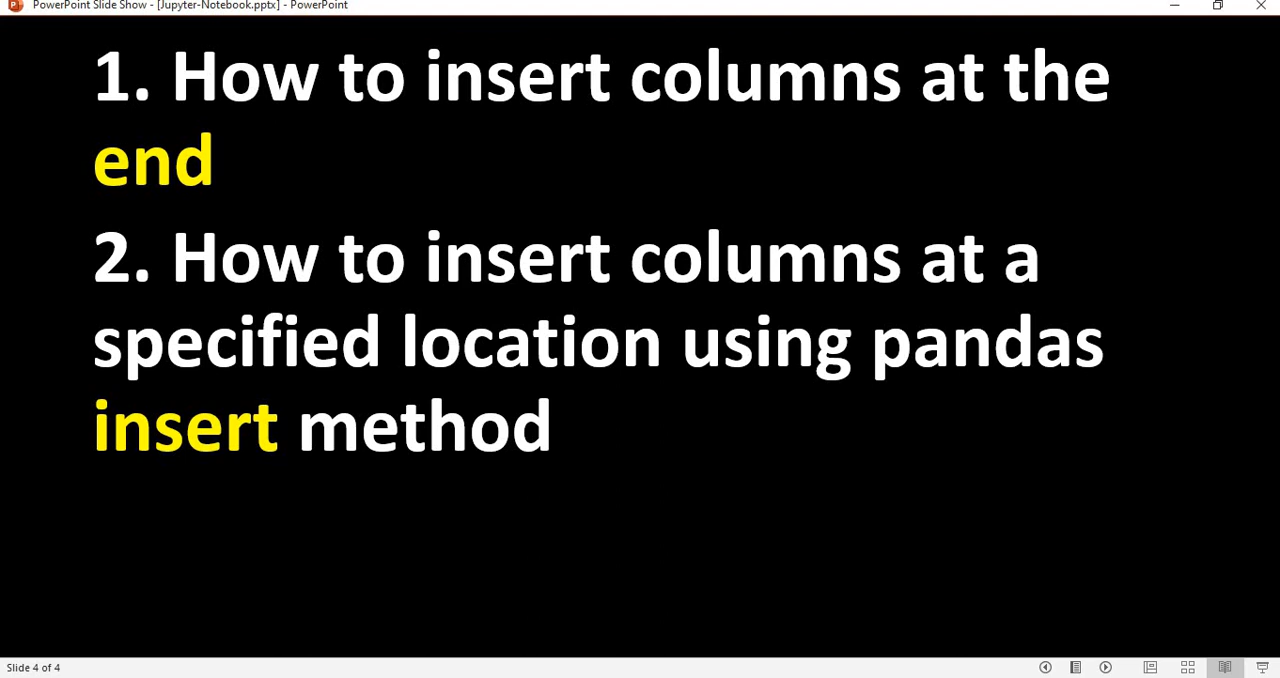 PowerPoint Slide Show - [Jupyter-Notebook.pptx] - PowerPoint
1. How to insert columns at the
end
2. How to insert columns at a
specified location using pandas
insert method
Slide 4 of 4